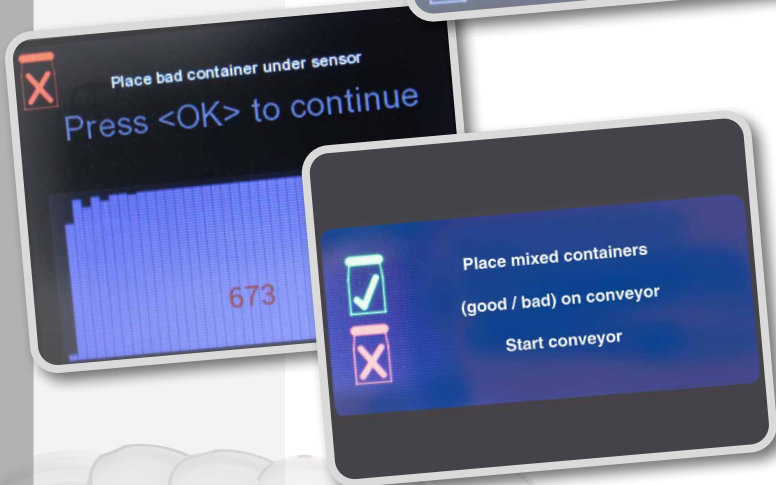 Place bad container under sensor
Press <OK> to continue
673
Place mixed containers
(good / bad) on conveyor
Start conveyor